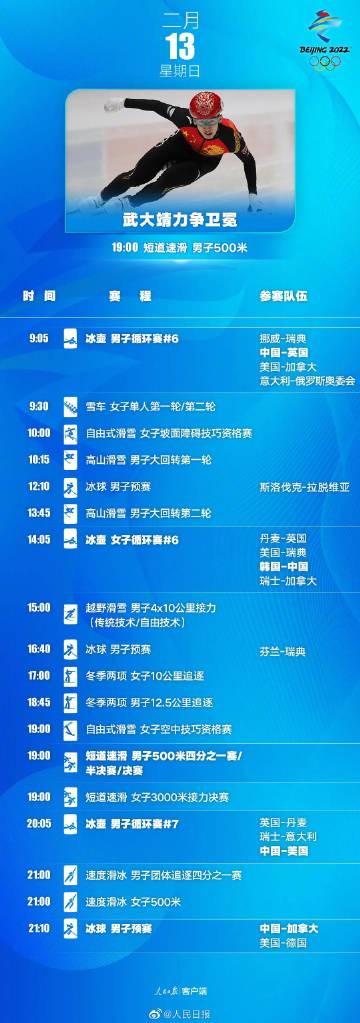 二月
13
星期日
BEIJING 2022
武大靖力争卫冕
19:00 短道速滑 男子500米
时 间 赛 程 参赛队伍
9:05 冰壶 男子循环赛#6 挪威-瑞典
中国-英国
美国-加拿大
意大利-俄罗斯奥委会
9:30 雪车 女子单人第一轮/第二轮
10:00 自由式滑雪 女子坡面障碍技巧资格赛
10:15 高山滑雪 男子大回转第一轮
12:10 冰球 男子预赛 斯洛伐克-拉脱维亚
13:45 高山滑雪 男子大回转第二轮
14:05 冰壶 女子循环赛#6 丹麦-英国
美国-瑞典
韩国-中国
瑞士-加拿大
15:00 越野滑雪 男子4x10公里接力
（传统技术/自由技术）
16:40 冰球 男子预赛 芬兰-瑞典
17:00 冬季两项 女子10公里追逐
18:45 冬季两项 男子12.5公里追逐
19:00 自由式滑雪 女子空中技巧资格赛
19:00 短道速滑 男子500米四分之一赛/
半决赛/决赛
19:00 短道速滑 女子3000米接力决赛
20:05 冰壶 男子循环赛#7 英国-丹麦
瑞士-意大利
中国-美国
21:00 速度滑冰 男子团体追逐四分之一赛
21:00 速度滑冰 女子500米
21:10 冰球 男子预赛 中国-加拿大
美国-德国
人民日报 客户端
@人民日报